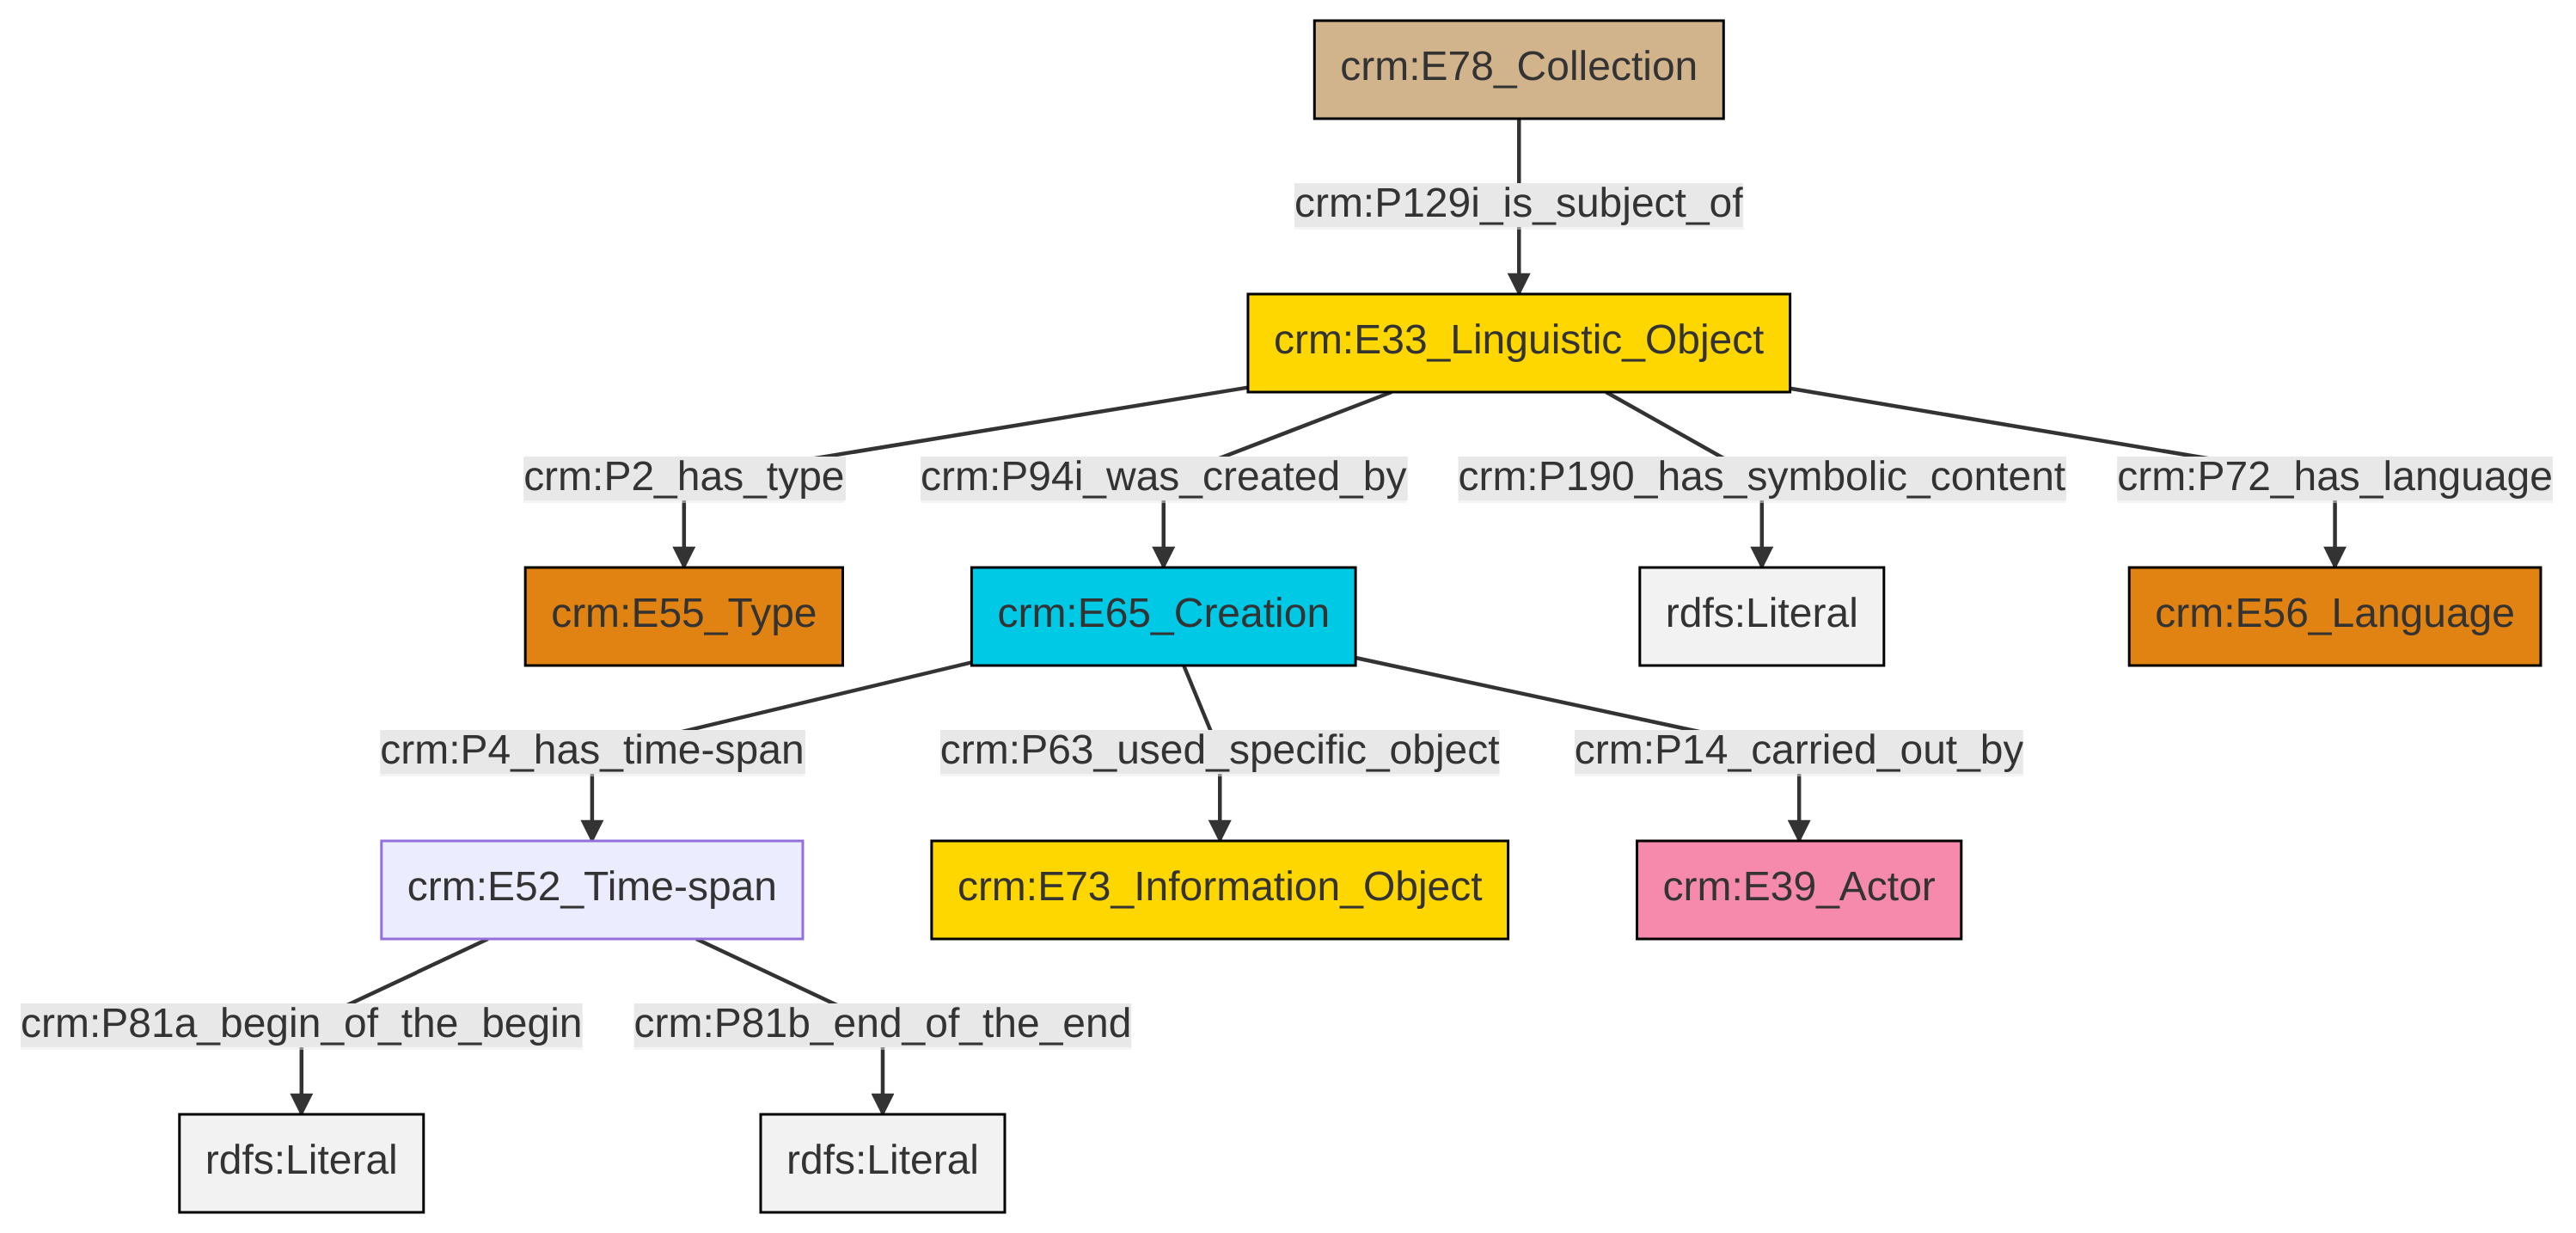 crm:E78_Collection
crm:P129i_is_subject_of
crm:E33_Linguistic_Object
crm:P2_has_type
crm:P94i_was_created_by
crm:P190_has_symbolic_content
crm:P72_has_language
crm:E55_Type
crm:E65_Creation
rdfs:Literal
crm:E56_Language
crm:P4_has_time-span
crm:P63_used_specific_object
crm:P14_carried_out_by
crm:E52_Time-span
crm:E73_Information_Object
crm:E39_Actor
crm:P81a_begin_of_the_begin
crm:P81b_end_of_the_end
rdfs:Literal
rdfs:Literal